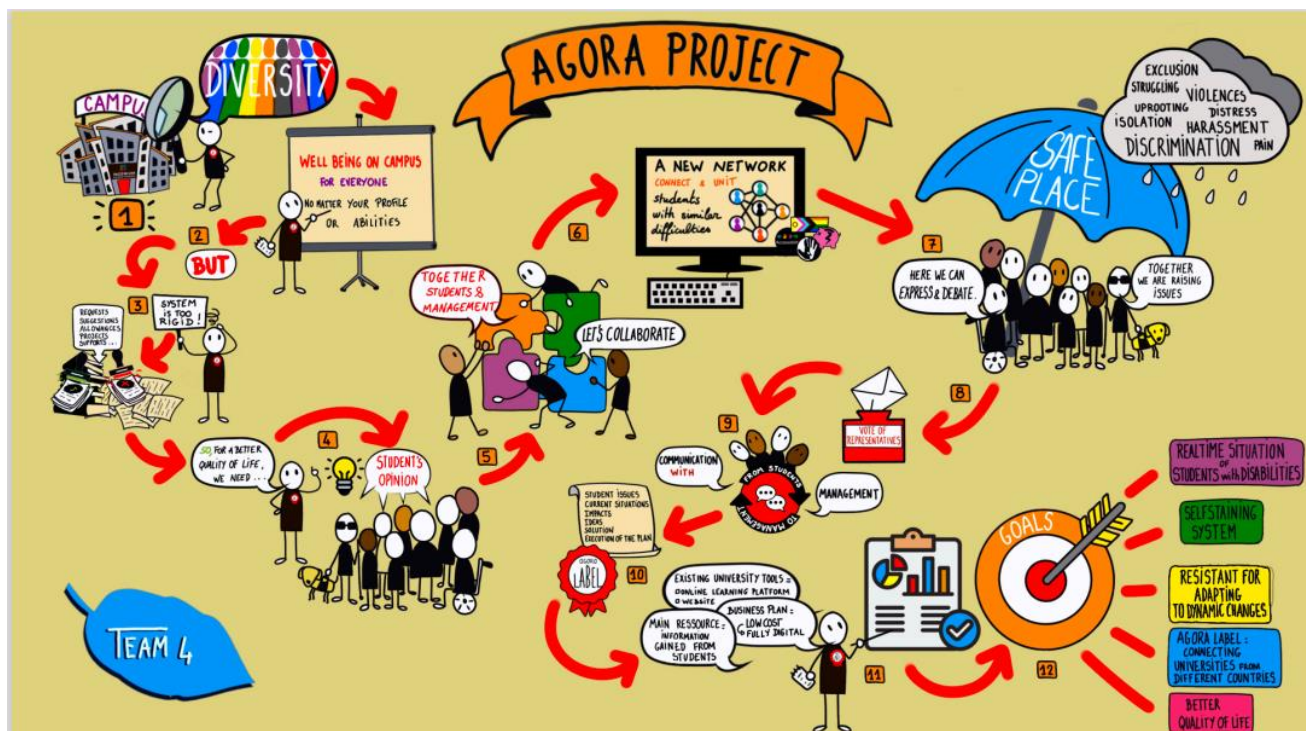 AGORA PROJECT
DIVERSITY
CAMPUS
1
WELL BEING ON CAMPUS
FOR EVERYONE
NO MATTER YOUR PROFILE
OR ABILITIES
2
BUT
3
REQUESTS
SUGGESTIONS
ALLOWANCES
PROJECTS
SUPPORTS...
SYSTEM
IS TOO
RIGID!
SO, FOR A BETTER
QUALITY OF LIFE,
WE NEED...
4
STUDENT'S
OPINION
5
TOGETHER
STUDENTS &
MANAGEMENT
LET'S COLLABORATE
6
A NEW NETWORK
CONNECT & UNIT
students
with similar
difficulties
7
EXCLUSION
STRUGGLING
VIOLENCES
UPROOTING
DISTRESS
ISOLATION
HARASSMENT
DISCRIMINATION
PAIN
SAFE
PLACE
HERE WE CAN
EXPRESS & DEBATE.
TOGETHER
WE ARE RAISING
ISSUES
8
VOTE OF
REPRESENTATIVES
9
COMMUNICATION
WITH
FROM STUDENTS
TO MANAGEMENT
MANAGEMENT
STUDENT ISSUES
CURRENT SITUATIONS
IMPACTS
IDEAS
SOLUTION
EXECUTION OF THE PLAN
AGORA
LABEL
10
EXISTING UNIVERSITY TOOLS =
ONLINE LEARNING PLATFORM
WEBSITE
BUSINESS PLAN =
LOW COST
FULLY DIGITAL
MAIN RESSOURCE =
INFORMATION
GAINED FROM
STUDENTS
11
GOALS
12
REALTIME SITUATION
OF
STUDENTS with DISABILITIES
SELFSTAINING
SYSTEM
RESISTANT FOR
ADAPTING
TO DYNAMIC CHANGES
AGORA LABEL :
CONNECTING
UNIVERSITIES FROM
DIFFERENT COUNTRIES
BETTER
QUALITY OF LIFE
TEAM 4